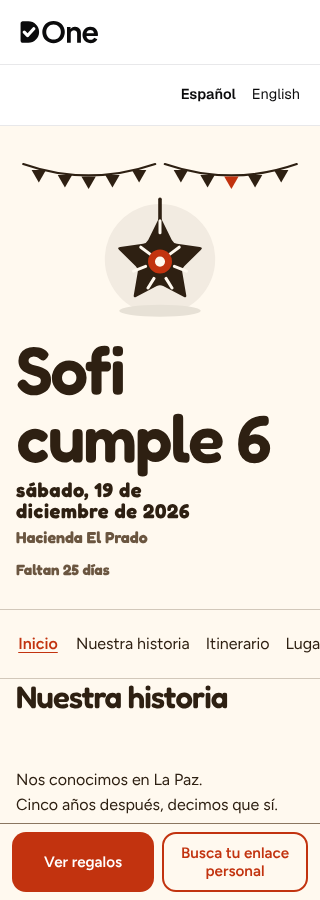 One
Español English
Sofi
cumple 6
sábado, 19 de
diciembre de 2026
Hacienda El Prado
Faltan 25 días
Inicio Nuestra historia Itinerario Luga
Nuestra historia
Nos conocimos en La Paz.
Cinco años después, decimos que sí.
Ver regalos
Busca tu enlace
personal